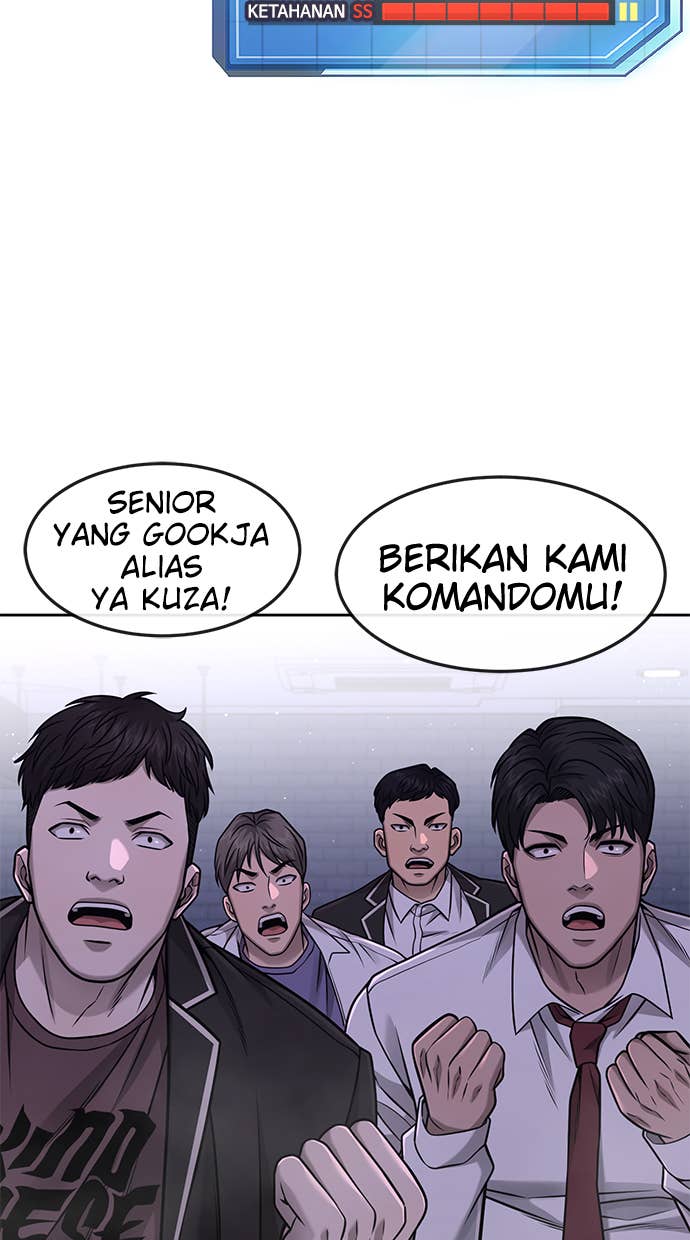 KETAHANAN SS
SENIOR
YANG GOOKJA
ALIAS
YA KUZA!
BERIKAN KAMI
KOMANDOMU!